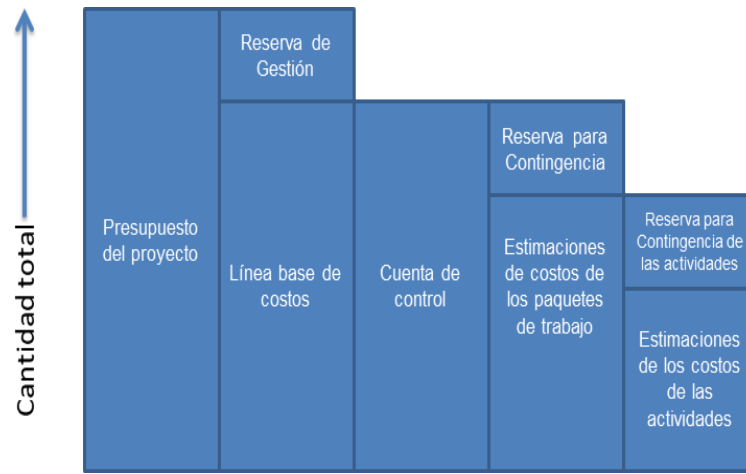 Cantidad total
Presupuesto
del proyecto
Reserva de
Gestión
Línea base de
costos
Cuenta de
control
Reserva para
Contingencia
Estimaciones
de costos de
los paquetes
de trabajo
Reserva para
Contingencia de
las actividades
Estimaciones
de los costos
de las
actividades